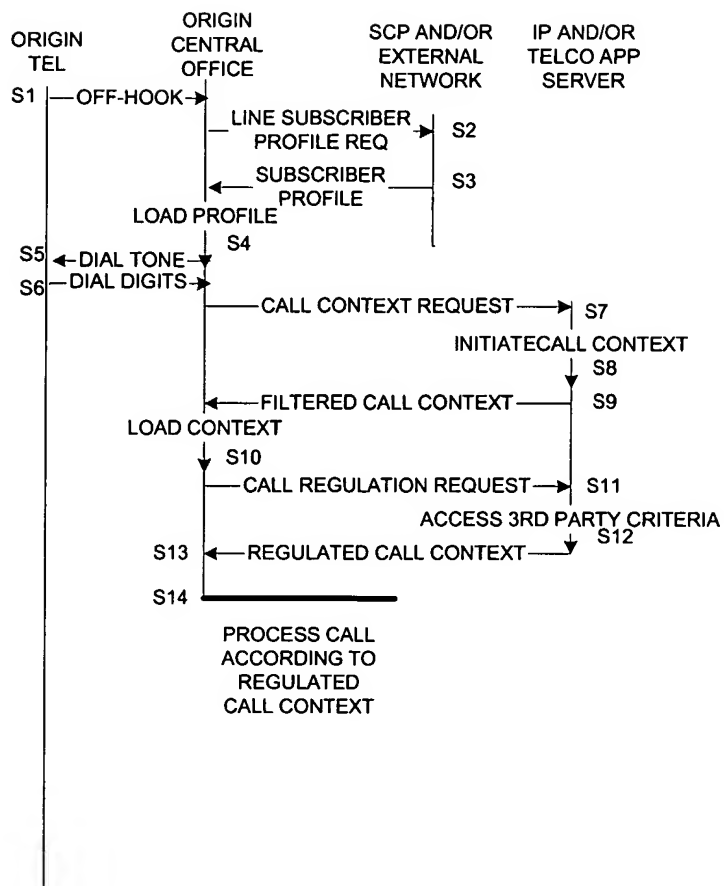 ORIGIN
TEL
ORIGIN
CENTRAL
OFFICE
SCP AND/OR
EXTERNAL
NETWORK
IP AND/OR
TELCO APP
SERVER
S1
OFF-HOOK
LINE SUBSCRIBER
PROFILE REQ
S2
SUBSCRIBER
PROFILE
S3
LOAD PROFILE
S4
S5
DIAL TONE
S6
DIAL DIGITS
CALL CONTEXT REQUEST
S7
INITIATECALL CONTEXT
S8
FILTERED CALL CONTEXT
S9
LOAD CONTEXT
S10
CALL REGULATION REQUEST
S11
ACCESS 3RD PARTY CRITERIA
S12
S13
REGULATED CALL CONTEXT
S14
PROCESS CALL
ACCORDING TO
REGULATED
CALL CONTEXT